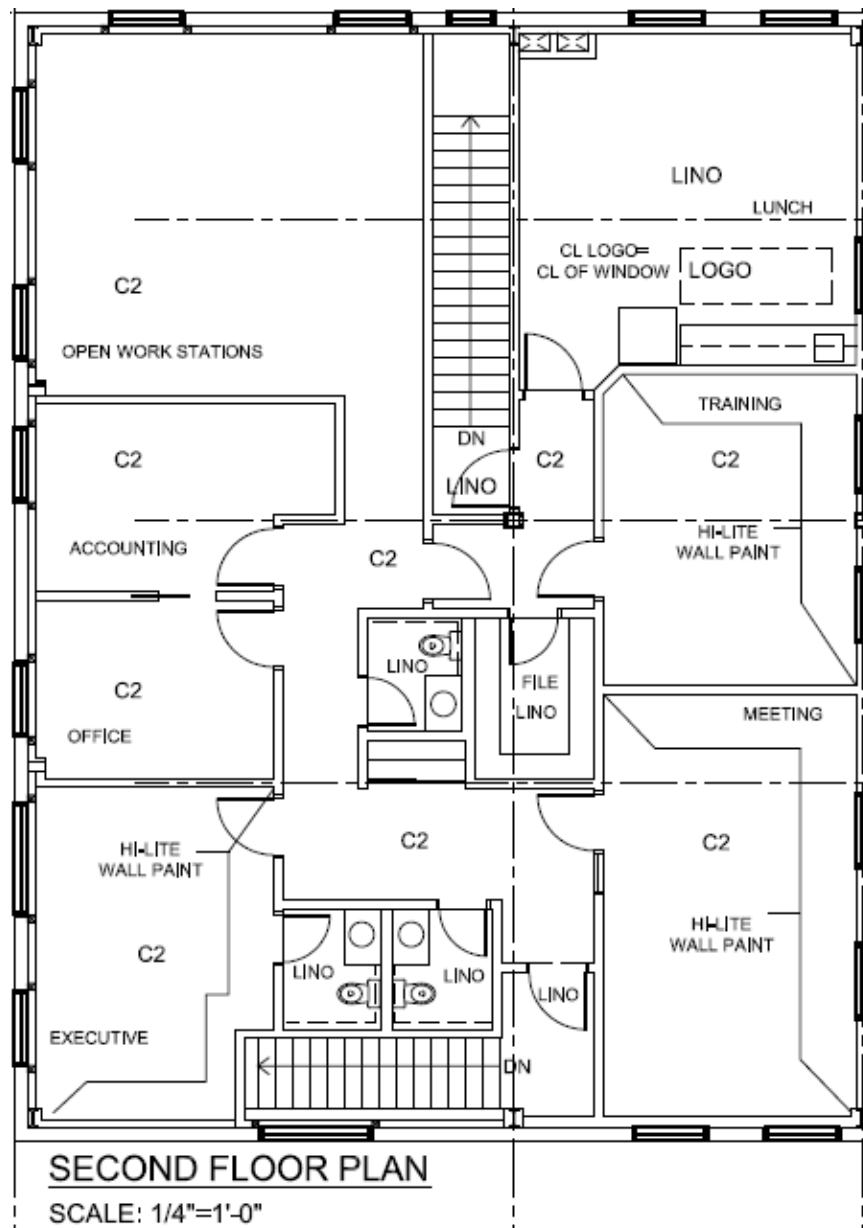 LINO
LUNCH
CL LOGO=
CL OF WINDOW
LOGO
C2
OPEN WORK STATIONS
TRAINING
DN
C2
C2
C2
LINO
HI-LITE
WALL PAINT
ACCOUNTING
C2
LINO
FILE
C2
LINO
MEETING
OFFICE
HI-LITE
WALL PAINT
C2
C2
HI-LITE
WALL PAINT
C2
LINO
LINO
LINO
EXECUTIVE
DN
SECOND FLOOR PLAN
SCALE: 1/4"=1'-0"